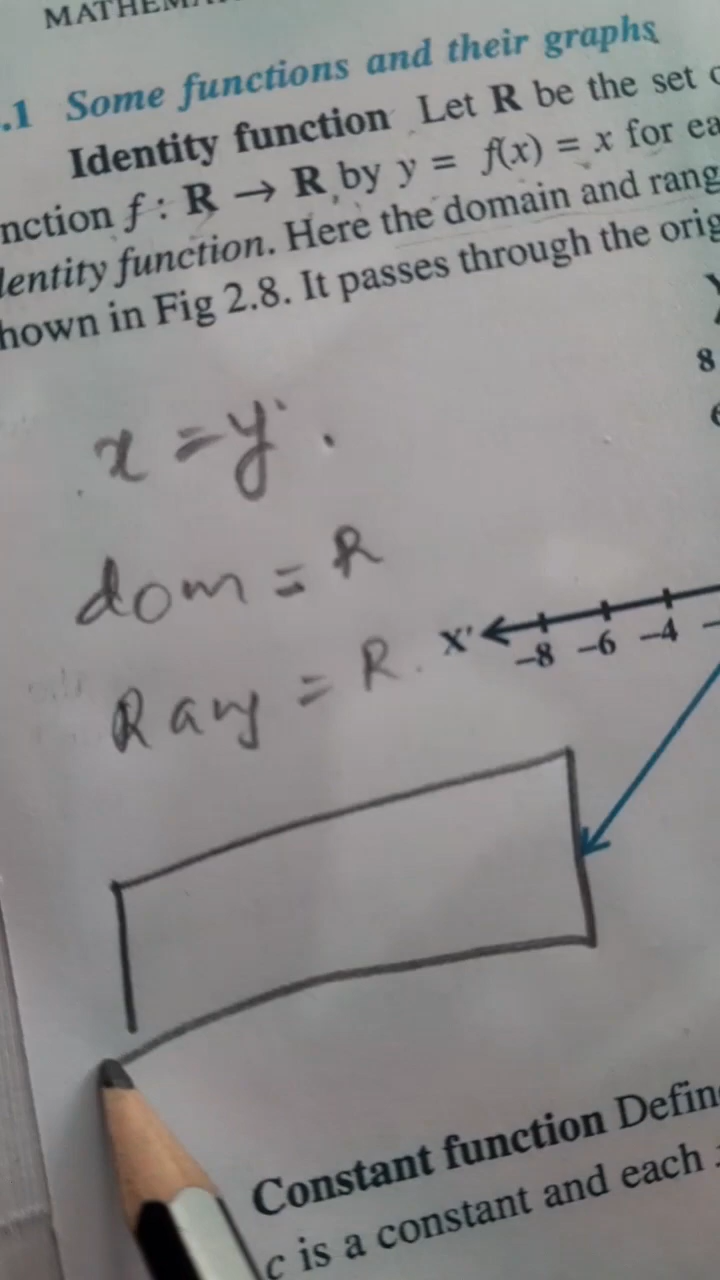 MATHEM
.1 Some functions and their graphs
Identity function Let R be the set
nction f : R → R by y = f(x) = x for ea
dentity function. Here the domain and rang
hown in Fig 2.8. It passes through the orig
8
x = y .
dom = R
Rang = R.
X' -8 -6 -4
Constant function Defin
c is a constant and each